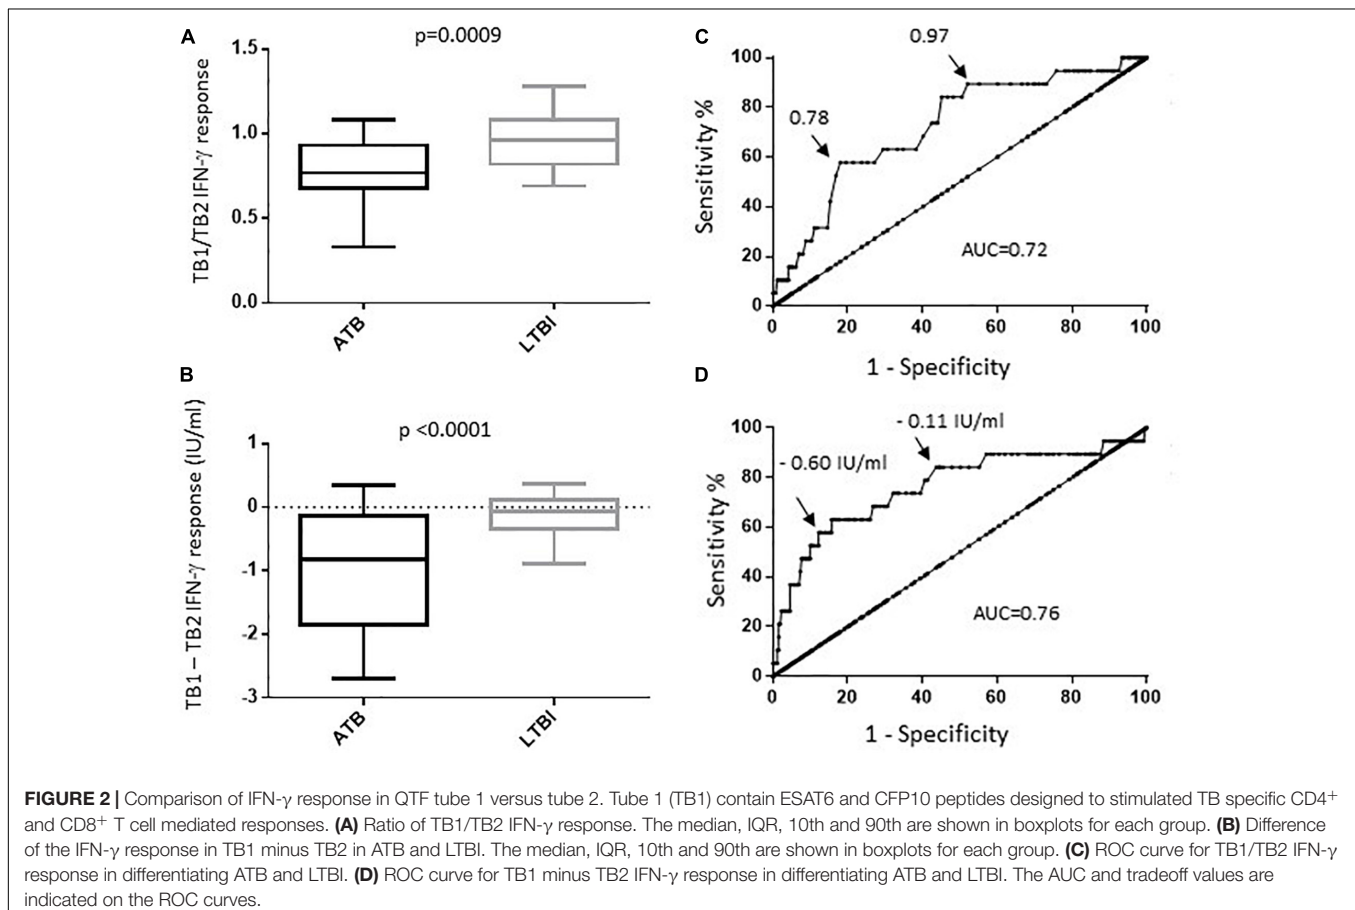 A
p=0.0009
TB1/TB2 IFN-γ response
1.5
1.0
0.5
0.0
ATB
LTBI
C
0.97
0.78
Sensitivity %
100
80
60
40
20
0
AUC=0.72
0 20 40 60 80 100
1 - Specificity
B
p <0.0001
TB1 – TB2 IFN-γ response (IU/ml)
1
0
-1
-2
-3
ATB
LTBI
D
- 0.11 IU/ml
- 0.60 IU/ml
Sensitivity %
100
80
60
40
20
0
AUC=0.76
0 20 40 60 80 100
1 - Specificity
FIGURE 2 | Comparison of IFN-γ response in QTF tube 1 versus tube 2. Tube 1 (TB1) contain ESAT6 and CFP10 peptides designed to stimulated TB specific CD4+
and CD8+ T cell mediated responses. (A) Ratio of TB1/TB2 IFN-γ response. The median, IQR, 10th and 90th are shown in boxplots for each group. (B) Difference
of the IFN-γ response in TB1 minus TB2 in ATB and LTBI. The median, IQR, 10th and 90th are shown in boxplots for each group. (C) ROC curve for TB1/TB2 IFN-γ
response in differentiating ATB and LTBI. (D) ROC curve for TB1 minus TB2 IFN-γ response in differentiating ATB and LTBI. The AUC and tradeoff values are
indicated on the ROC curves.